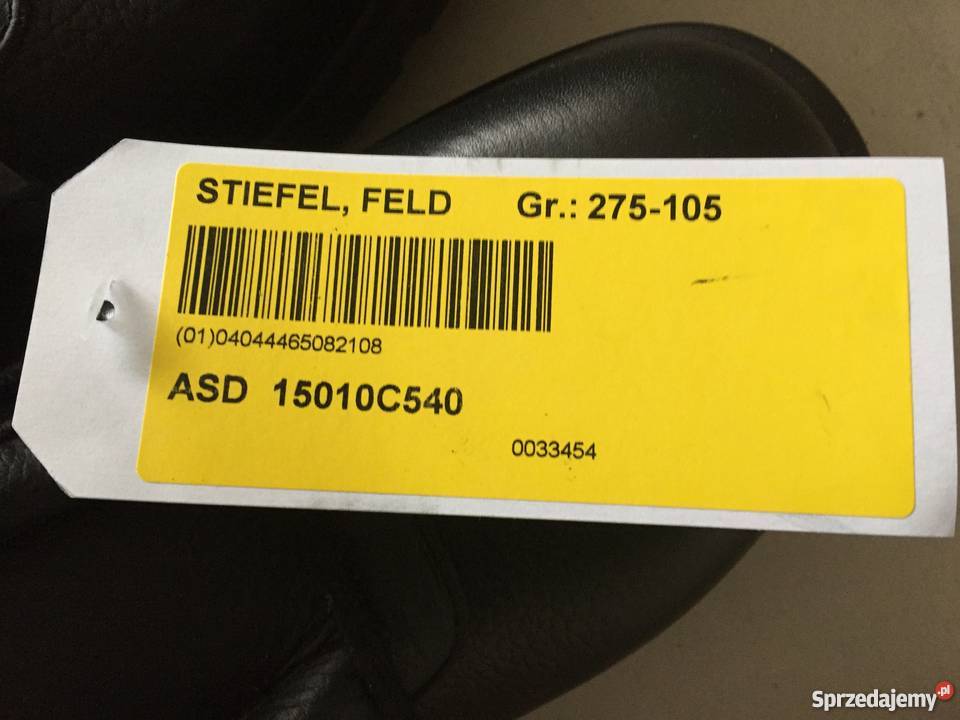 STIEFEL, FELD Gr.: 275-105
(01)04044465082108
ASD 15010C540
0033454
Sprzedajemy.pl